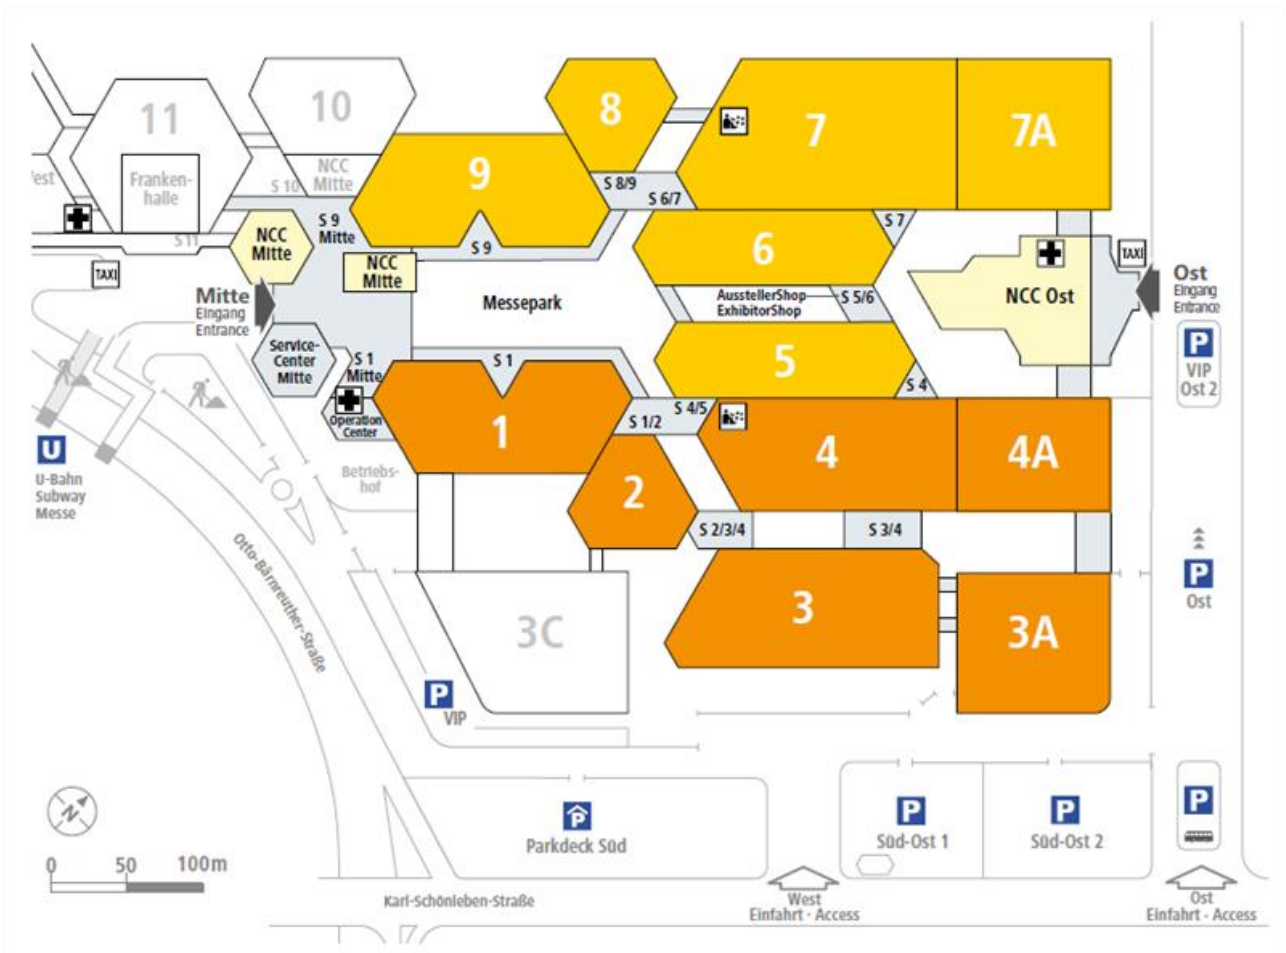 11
10
8
7
7A
9
NCC
Mitte
Franken-
halle
S 10
S 8/9
S 6/7
S 9
Mitte
S 11
NCC
Mitte
S 9
S 7
6
NCC
Mitte
TAXI
TAXI
Mitte
Eingang
Entrance
Messepark
AusstellerShop
ExhibitorShop
S 5/6
NCC Ost
Ost
Eingang
Entrance
Service-
Center
Mitte
S 1
Mitte
S 1
5
S 4
P
VIP
Ost 2
Operation
Center
1
S 1/2
S 4/5
4
4A
U
U-Bahn
Subway
Messe
Betriebs-
hof
2
S 2/3/4
S 3/4
Otto-Bärnreuther-Straße
3C
3
3A
P
Ost
P
VIP
N
0 50 100m
P
Parkdeck Süd
P
Süd-Ost 1
P
Süd-Ost 2
P
Karl-Schönleben-Straße
West
Einfahrt - Access
Ost
Einfahrt - Access